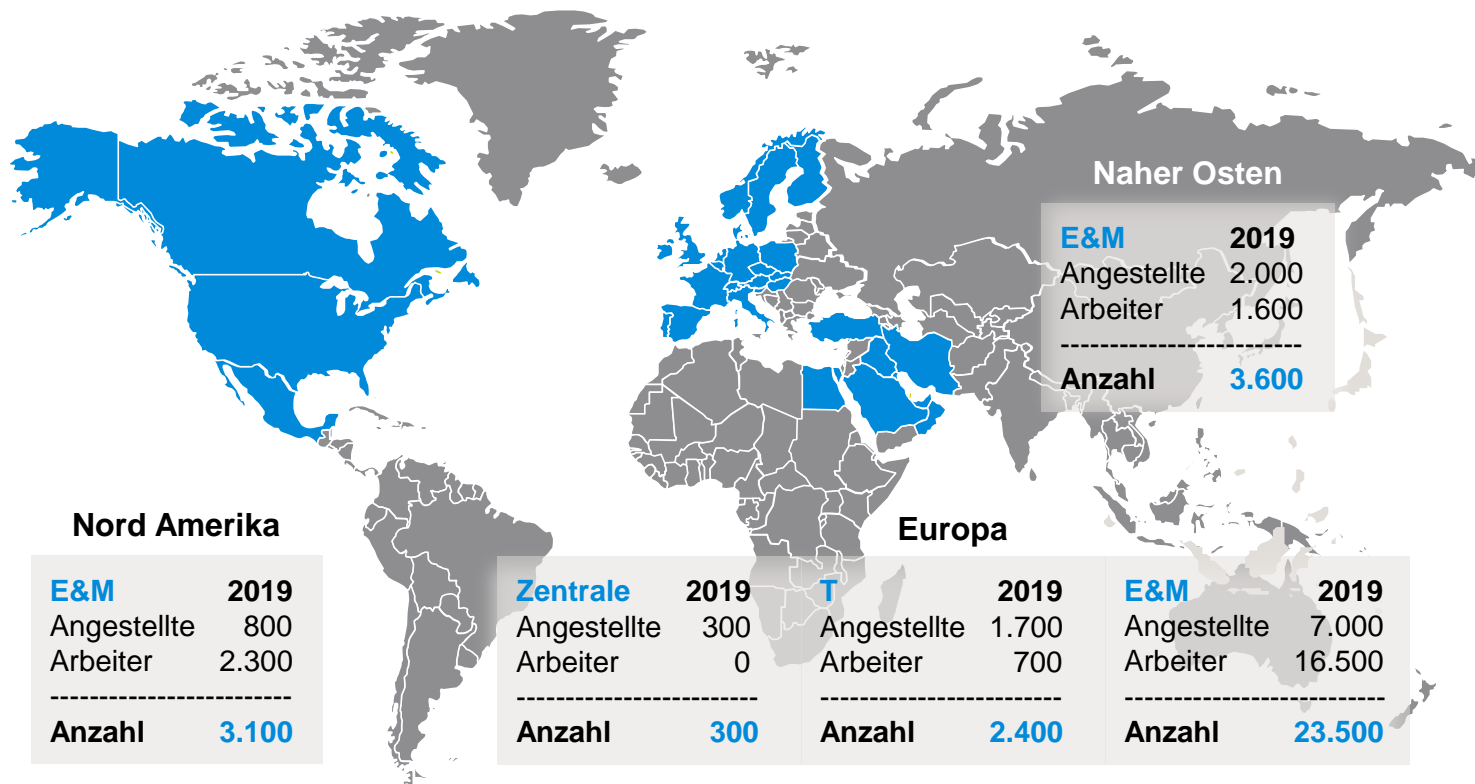 Naher Osten
E&M 2019
Angestellte 2.000
Arbeiter 1.600
-------------------------
Anzahl 3.600
Nord Amerika
E&M 2019
Angestellte 800
Arbeiter 2.300
-------------------------
Anzahl 3.100
Europa
Zentrale 2019
Angestellte 300
Arbeiter 0
-------------------------
Anzahl 300
T 2019
Angestellte 1.700
Arbeiter 700
-------------------------
Anzahl 2.400
E&M 2019
Angestellte 7.000
Arbeiter 16.500
---------------------------
Anzahl 23.500